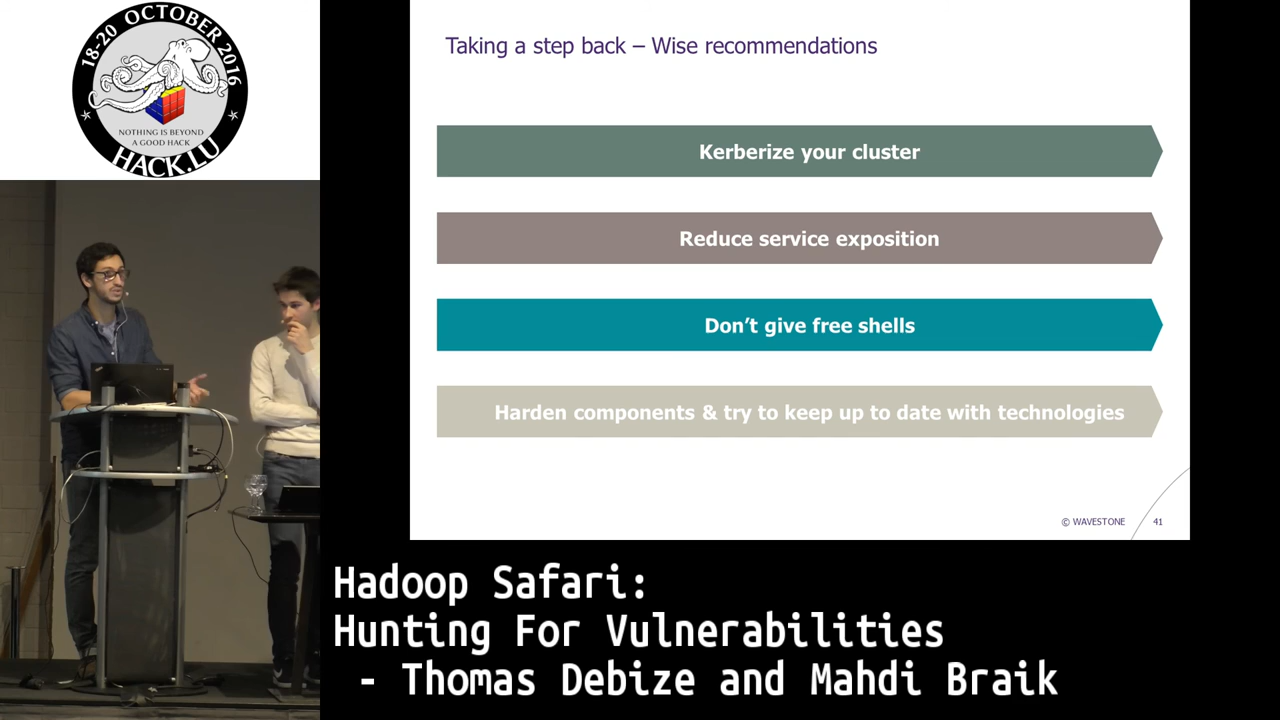 18-20 OCTOBER 2016
NOTHING IS BEYOND
A GOOD HACK
HACK.LU
Taking a step back – Wise recommendations
Kerberize your cluster
Reduce service exposition
Don’t give free shells
Harden components & try to keep up to date with technologies
© WAVESTONE
41
Hadoop Safari:
Hunting For Vulnerabilities
- Thomas Debize and Mahdi Braik